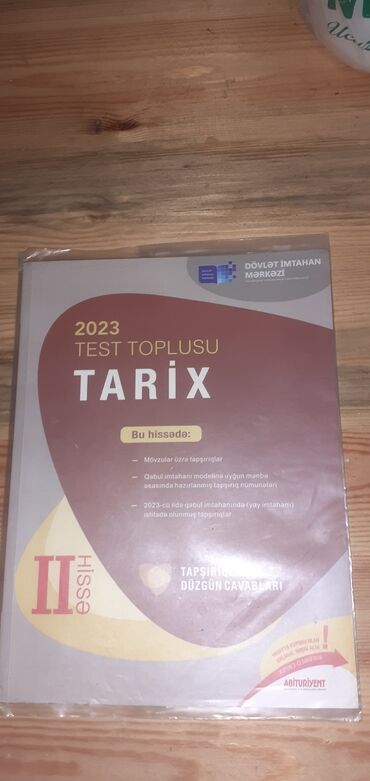 DÖVLƏT İMTAHAN
MƏRKƏZİ
2023
TEST TOPLUSU
TARİX
Bu hissədə:
— Mövzular üzrə tapşırıqlar
— Qəbul imtahanı modelinə uyğun mənbə
əsasında hazırlanmış tapşırıq nümunələri
— 2023-cü ildə qəbul imtahanında (yay imtahanı)
istifadə olunmuş tapşırıqlar
II
Hissə
DÜZGÜN CAVABLARI
ABİTURİYENT